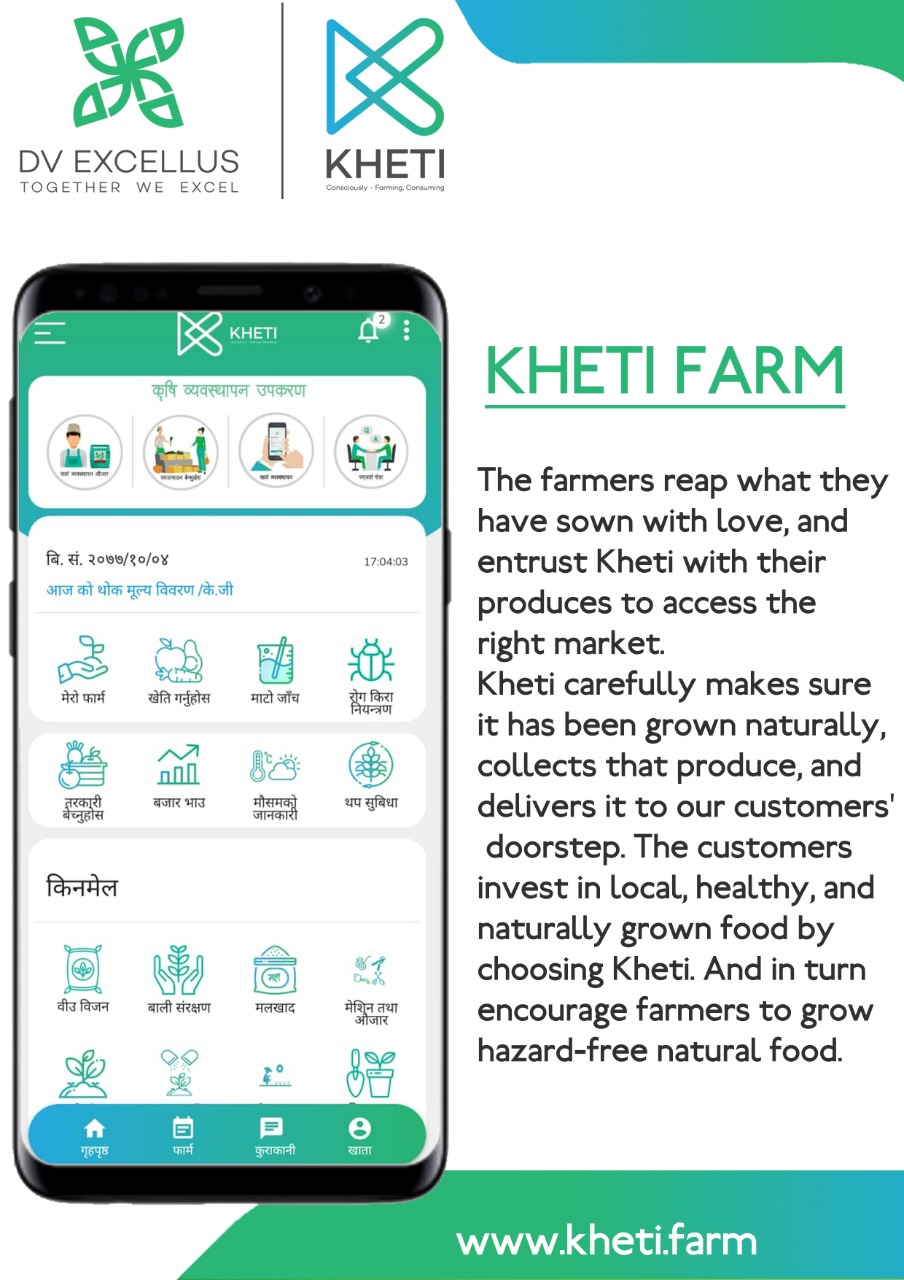 DV EXCELLUS
TOGETHER WE EXCEL
KHETI
Consciously - Farming, Consuming
KHETI
2
कृषि व्यवस्थापन उपकरण
17:04:03
बि. सं. २०७७/१०/०४
आज को थोक मूल्य विवरण /के.जी
मेरो फार्म
खेति गर्नुहोस
माटो जाँच
रोग किरा
नियन्त्रण
तरकारी
बेच्नुहोस
बजार भाउ
मौसमको
जानकारी
थप सुबिधा
किनमेल
वीउ विजन
बाली संरक्षण
मल
मलखाद
मेशिन तथा
औजार
गृहपृष्ठ
फार्म
कुराकानी
खाता
KHETI FARM
The farmers reap what they
have sown with love, and
entrust Kheti with their
produces to access the
right market.
Kheti carefully makes sure
it has been grown naturally,
collects that produce, and
delivers it to our customers'
doorstep. The customers
invest in local, healthy, and
naturally grown food by
choosing Kheti. And in turn
encourage farmers to grow
hazard-free natural food.
www.kheti.farm